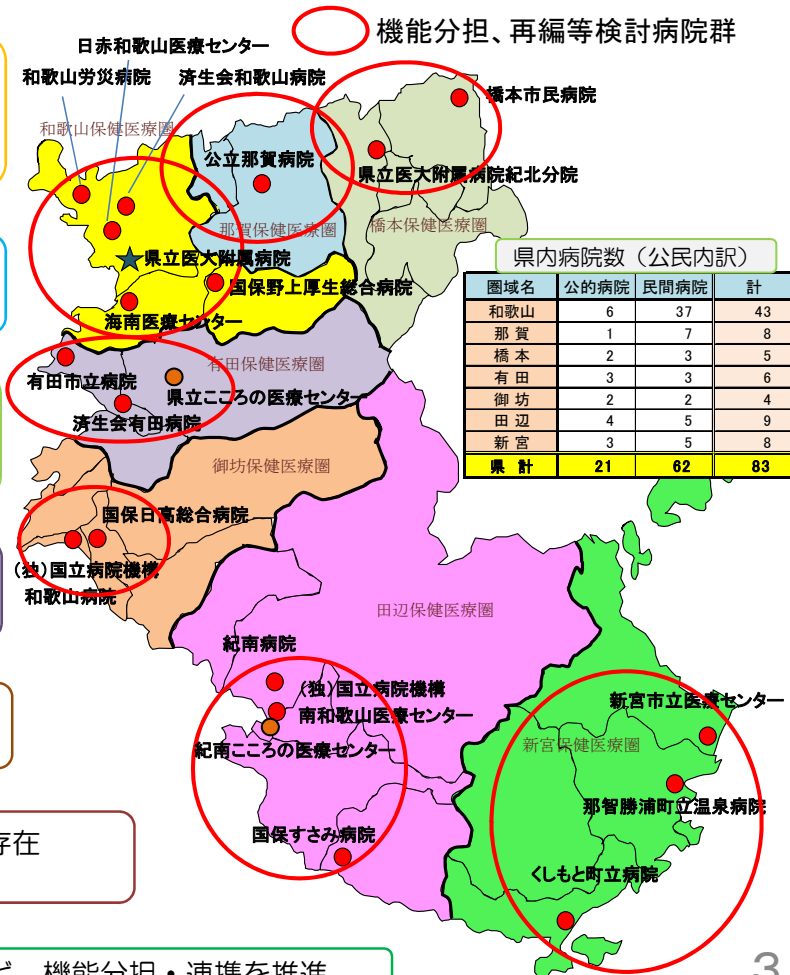 機能分担、再編等検討病院群
日赤和歌山医療センター
和歌山労災病院
済生会和歌山病院
橋本市民病院
和歌山保健医療圏
公立那賀病院
県立医大附属病院紀北分院
那賀保健医療圏
橋本保健医療圏
県立医大附属病院
国保野上厚生総合病院
海南医療センター
県内病院数（公民内訳）
圏域名 公的病院 民間病院 計
和歌山 6 37 43
那 賀 1 7 8
橋 本 2 3 5
有 田 3 3 6
御 坊 2 2 4
田 辺 4 5 9
新 宮 3 5 8
県 計 21 62 83
有田保健医療圏
有田市立病院
県立こころの医療センター
済生会有田病院
御坊保健医療圏
国保日高総合病院
(独)国立病院機構
和歌山病院
田辺保健医療圏
紀南病院
(独)国立病院機構
南和歌山医療センター
紀南こころの医療センター
新宮市立医療センター
新宮保健医療圏
那智勝浦町立温泉病院
国保すさみ病院
くしもと町立病院
存在
機能分担・連携を推進
3